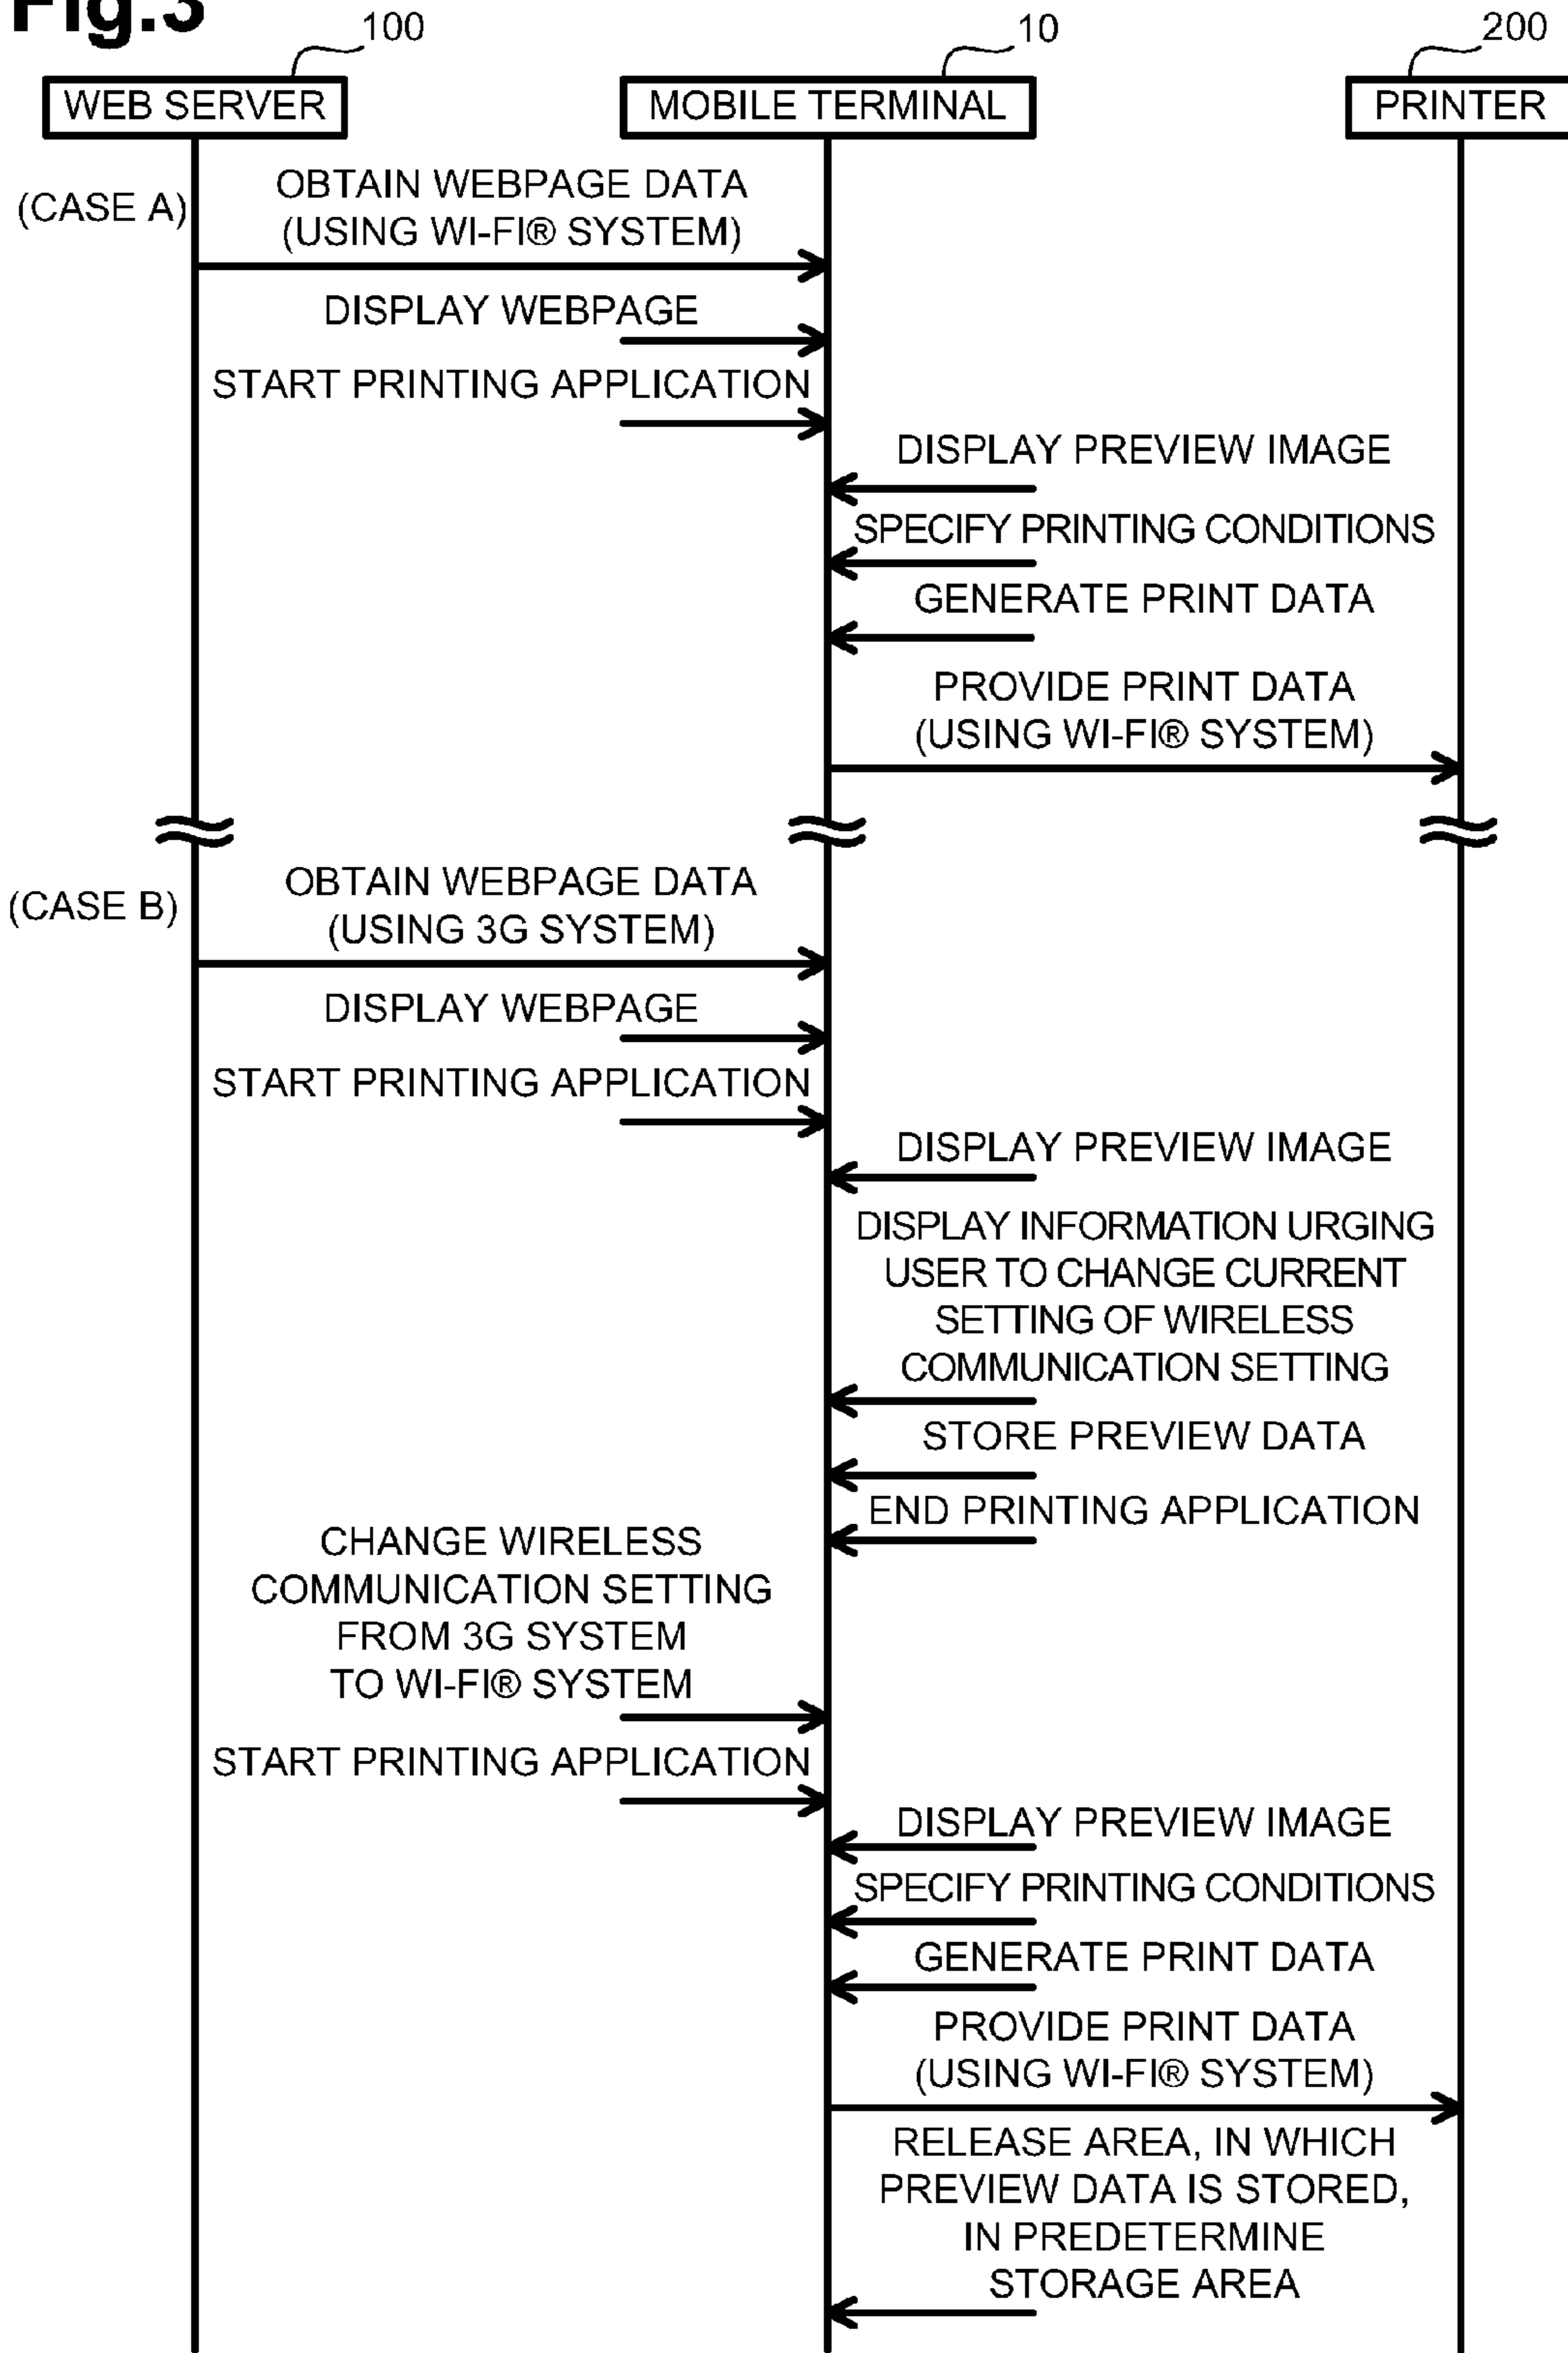 Fig.3
100
10
200
WEB SERVER
MOBILE TERMINAL
PRINTER
(CASE A)
OBTAIN WEBPAGE DATA
(USING WI-FI® SYSTEM)
DISPLAY WEBPAGE
START PRINTING APPLICATION
DISPLAY PREVIEW IMAGE
SPECIFY PRINTING CONDITIONS
GENERATE PRINT DATA
PROVIDE PRINT DATA
(USING WI-FI® SYSTEM)
(CASE B)
OBTAIN WEBPAGE DATA
(USING 3G SYSTEM)
DISPLAY WEBPAGE
START PRINTING APPLICATION
DISPLAY PREVIEW IMAGE
DISPLAY INFORMATION URGING
USER TO CHANGE CURRENT
SETTING OF WIRELESS
COMMUNICATION SETTING
STORE PREVIEW DATA
END PRINTING APPLICATION
CHANGE WIRELESS
COMMUNICATION SETTING
FROM 3G SYSTEM
TO WI-FI® SYSTEM
START PRINTING APPLICATION
DISPLAY PREVIEW IMAGE
SPECIFY PRINTING CONDITIONS
GENERATE PRINT DATA
PROVIDE PRINT DATA
(USING WI-FI® SYSTEM)
RELEASE AREA, IN WHICH
PREVIEW DATA IS STORED,
IN PREDETERMINE
STORAGE AREA